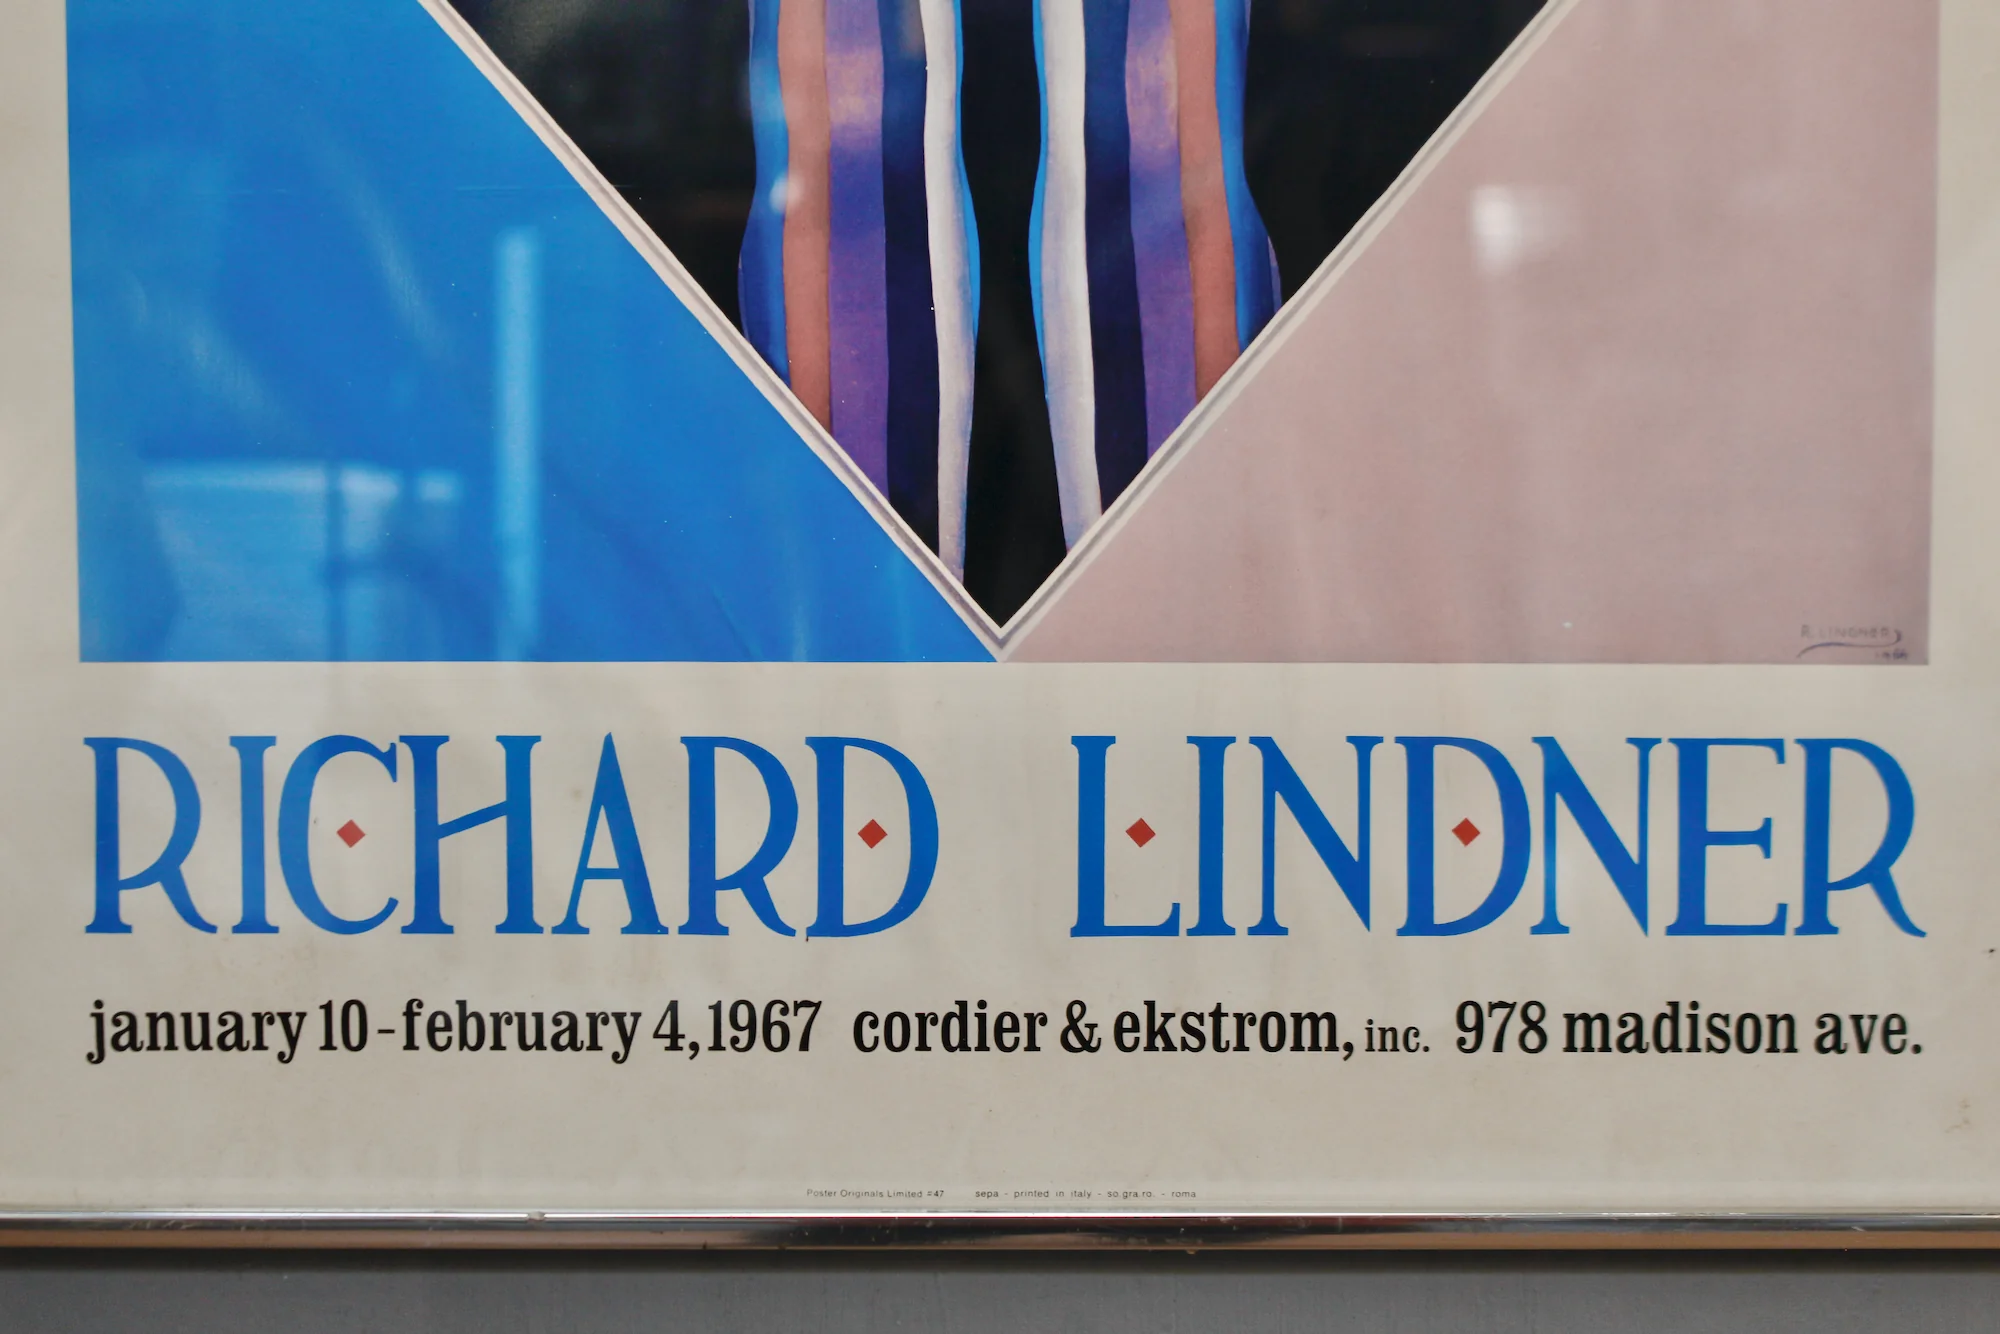 R. LINDNER
RICHARD LINDNER
january 10-february 4, 1967 cordier & ekstrom, inc. 978 madison ave.
Poster Originals Limited #47 sepa - printed in italy - so.gra.ro. - roma